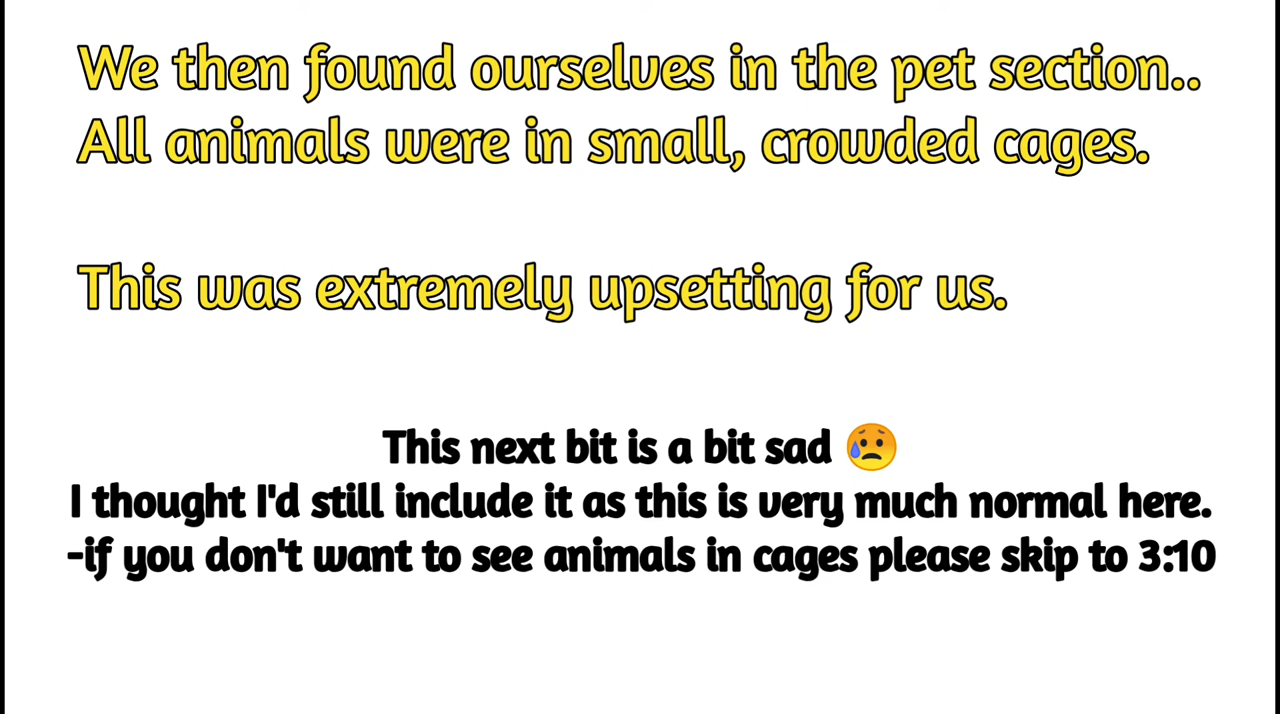 We then found ourselves in the pet section..
All animals were in small, crowded cages.
This was extremely upsetting for us.
This next bit is a bit sad 😥
I thought I'd still include it as this is very much normal here.
-if you don't want to see animals in cages please skip to 3:10